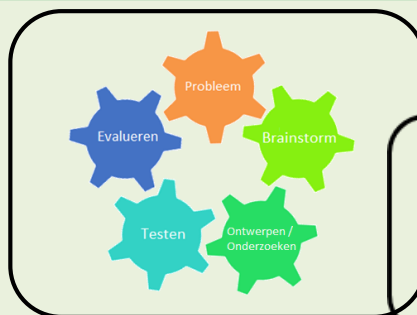 Probleem
Brainstorm
Ontwerpen /
Onderzoeken
Testen
Evalueren